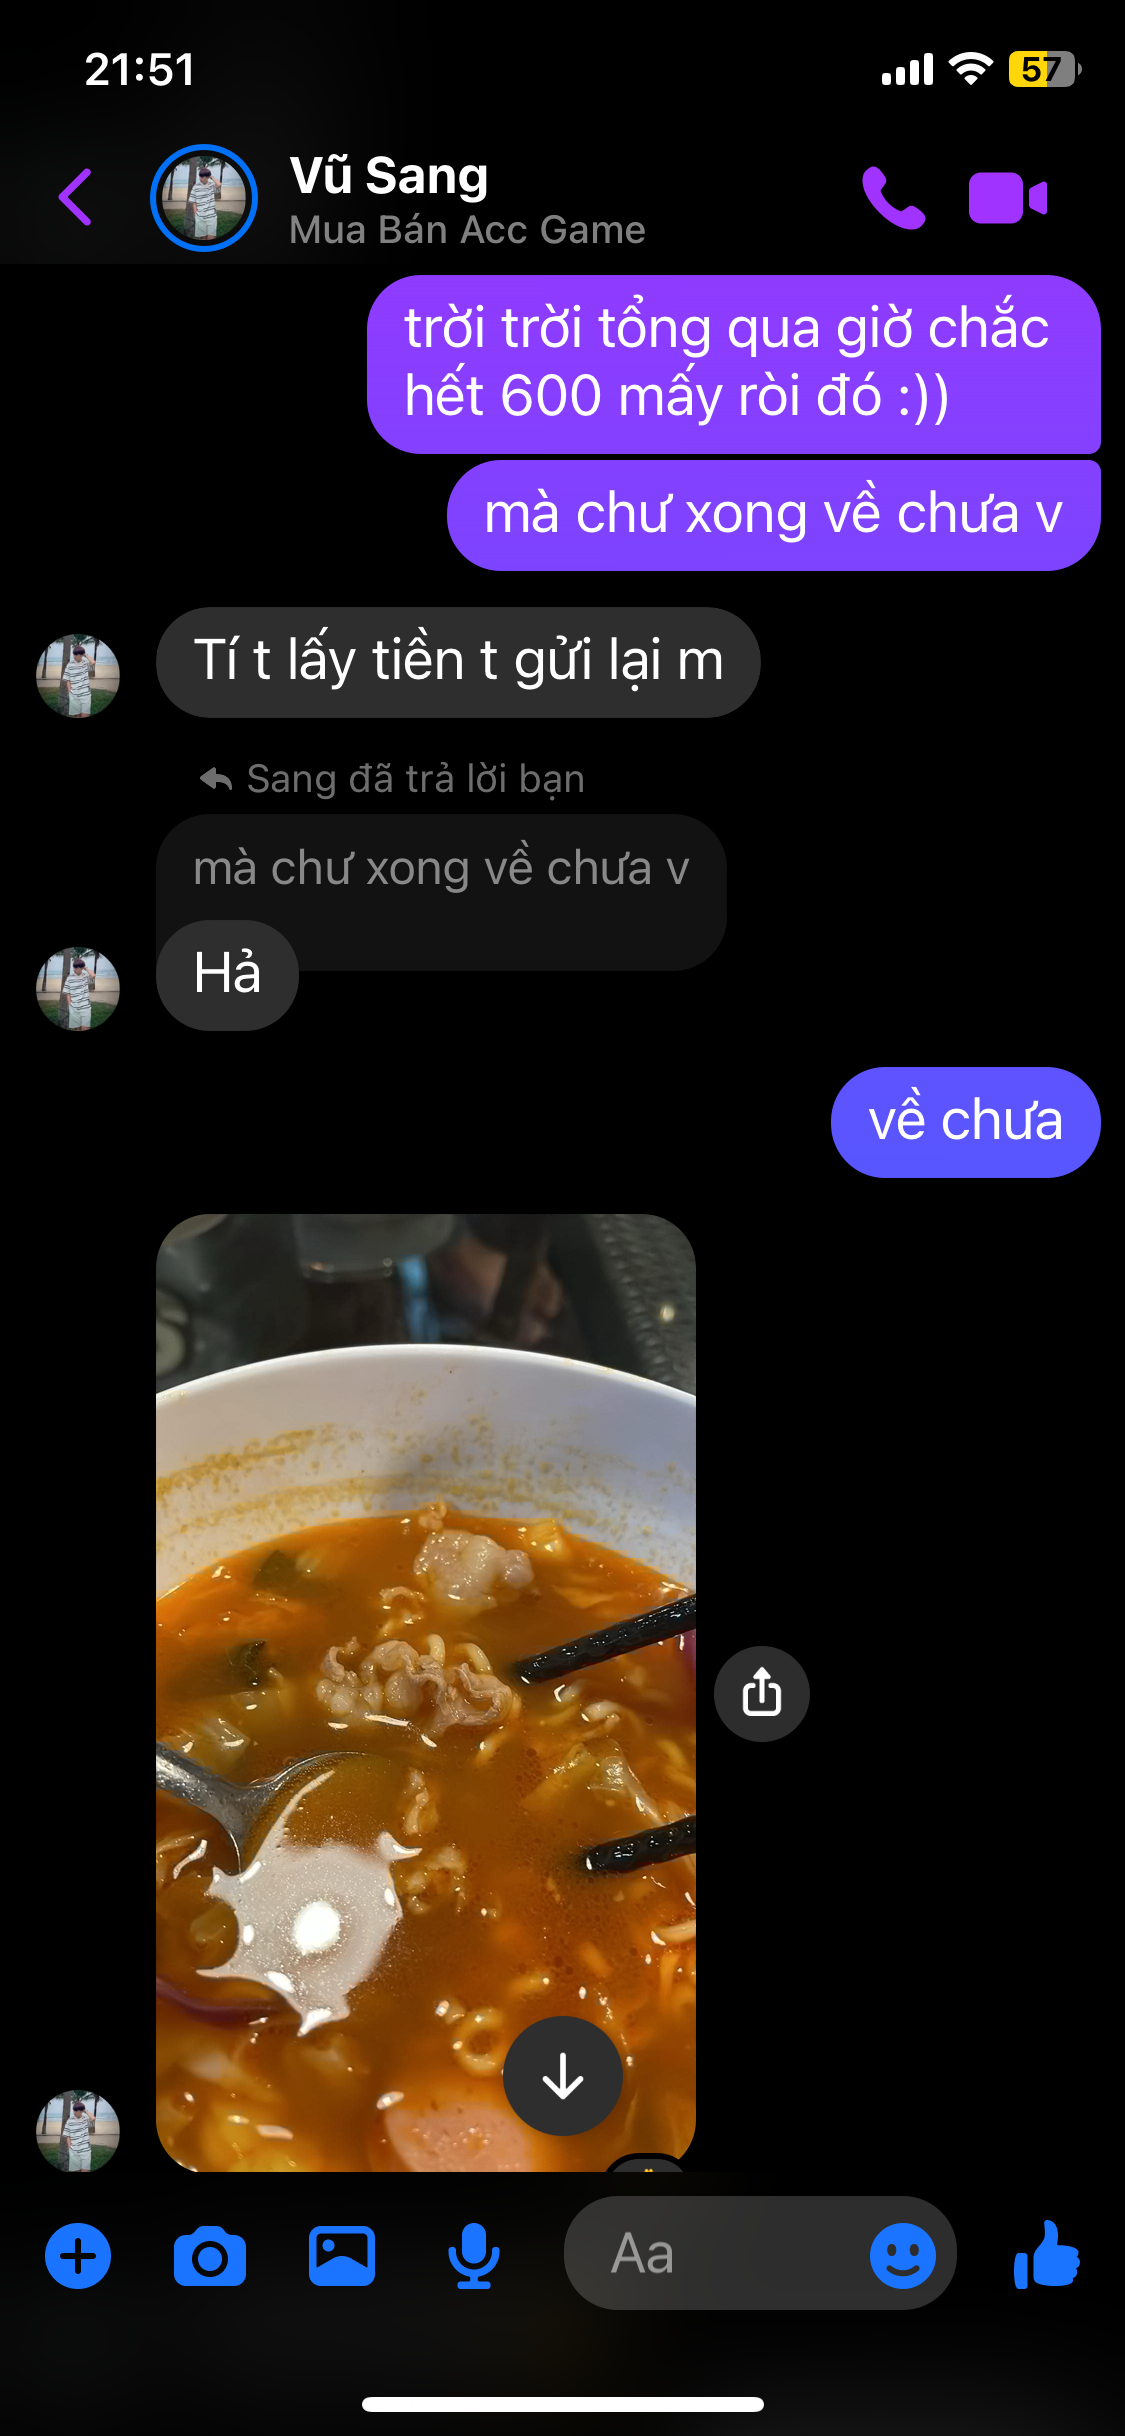 21:51
57
Vũ Sang
Mua Bán Acc Game
trời trời tổng qua giờ chắc
hết 600 mấy ròi đó :))
mà chư xong về chưa v
Tí t lấy tiền t gửi lại m
Sang đã trả lời bạn
mà chư xong về chưa v
Hả
về chưa
Aa